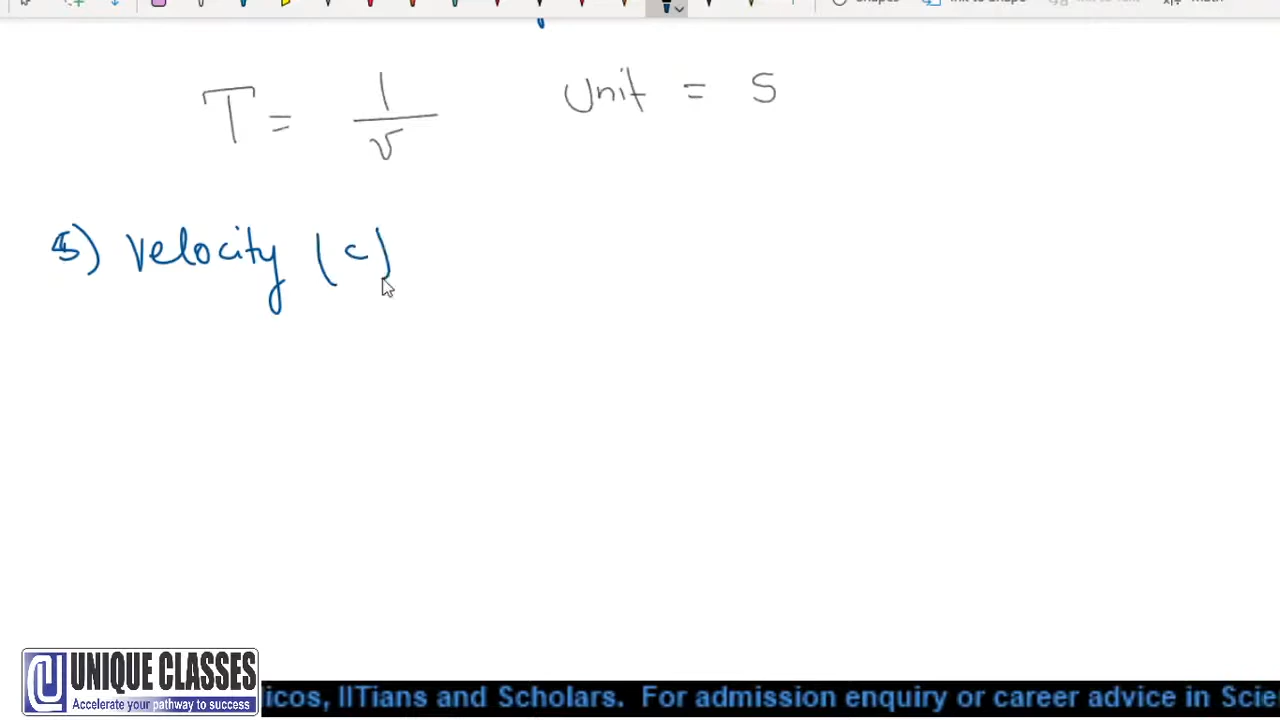 T = 1/ν Unit = S
5) Velocity (c)
UNIQUE CLASSES
Accelerate your pathway to success
icos, IITians and Scholars. For admission enquiry or career advice in Scie